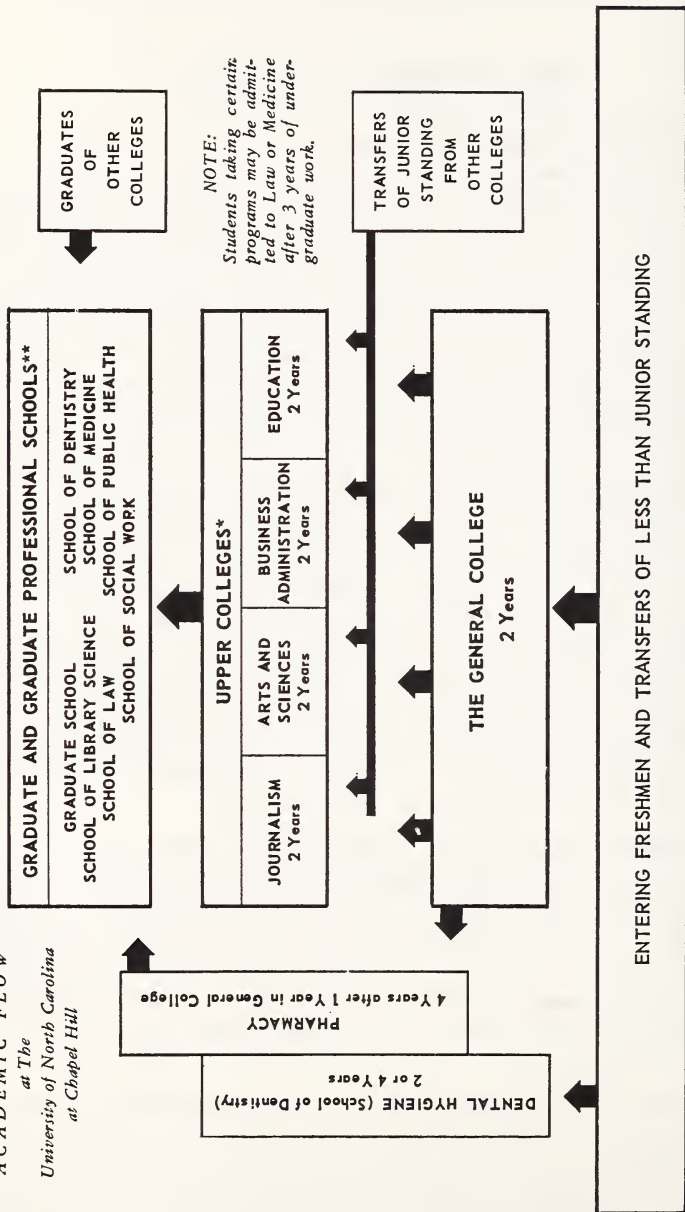 ACADEMIC FLOW
at The
University of North Carolina
at Chapel Hill
GRADUATE AND GRADUATE PROFESSIONAL SCHOOLS**
GRADUATE SCHOOL
SCHOOL OF LIBRARY SCIENCE
SCHOOL OF LAW
SCHOOL OF DENTISTRY
SCHOOL OF MEDICINE
SCHOOL OF PUBLIC HEALTH
SCHOOL OF SOCIAL WORK
GRADUATES
OF
OTHER
COLLEGES
NOTE:
Students taking certain
programs may be admit-
ted to Law or Medicine
after 3 years of under-
graduate work.
UPPER COLLEGES*
JOURNALISM
2 Years
ARTS AND
SCIENCES
2 Years
BUSINESS
ADMINISTRATION
2 Years
EDUCATION
2 Years
TRANSFERS
OF JUNIOR
STANDING
FROM
OTHER
COLLEGES
PHARMACY
4 Years after 1 Year in General College
DENTAL HYGIENE (School of Dentistry)
2 or 4 Years
THE GENERAL COLLEGE
2 Years
ENTERING FRESHMEN AND TRANSFERS OF LESS THAN JUNIOR STANDING